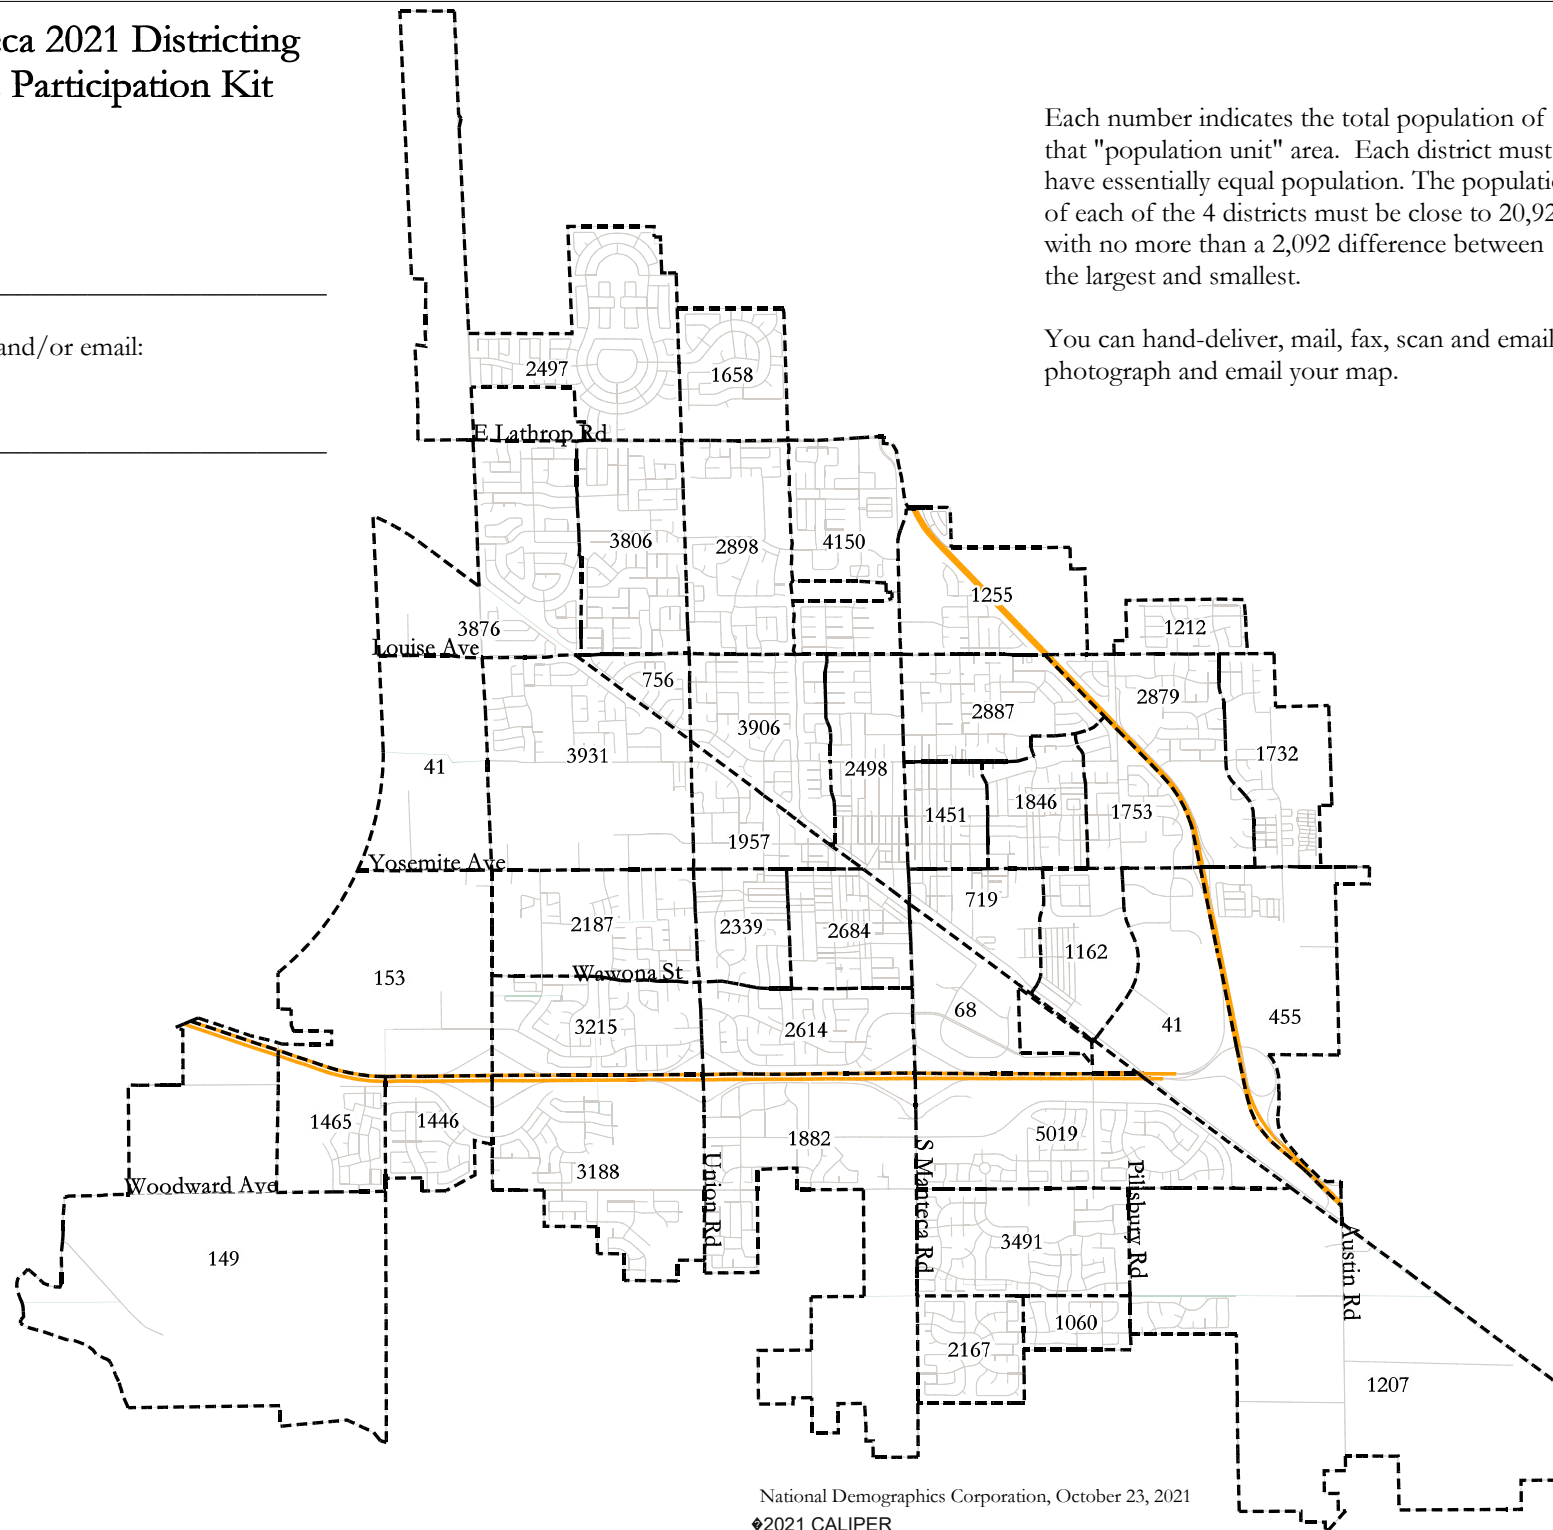 eca 2021 Districting
Participation Kit
and/or email:
Each number indicates the total population of
that "population unit" area. Each district must
have essentially equal population. The populati
of each of the 4 districts must be close to 20,92
with no more than a 2,092 difference between
the largest and smallest.
You can hand-deliver, mail, fax, scan and email
photograph and email your map.
2497
1658
E Lathrop Rd
3806
2898
4150
1255
3876
1212
Louise Ave
756
2879
3906
2887
3931
41
2498
1732
1451
1846
1753
1957
Yosemite Ave
719
2187
2339
2684
1162
Wawona St
153
68
3215
2614
41
455
1465
1446
1882
5019
3188
Woodward Ave
Union Rd
S Manteca Rd
Pillsbury Rd
149
3491
Austin Rd
1060
2167
1207
National Demographics Corporation, October 23, 2021
�2021 CALIPER